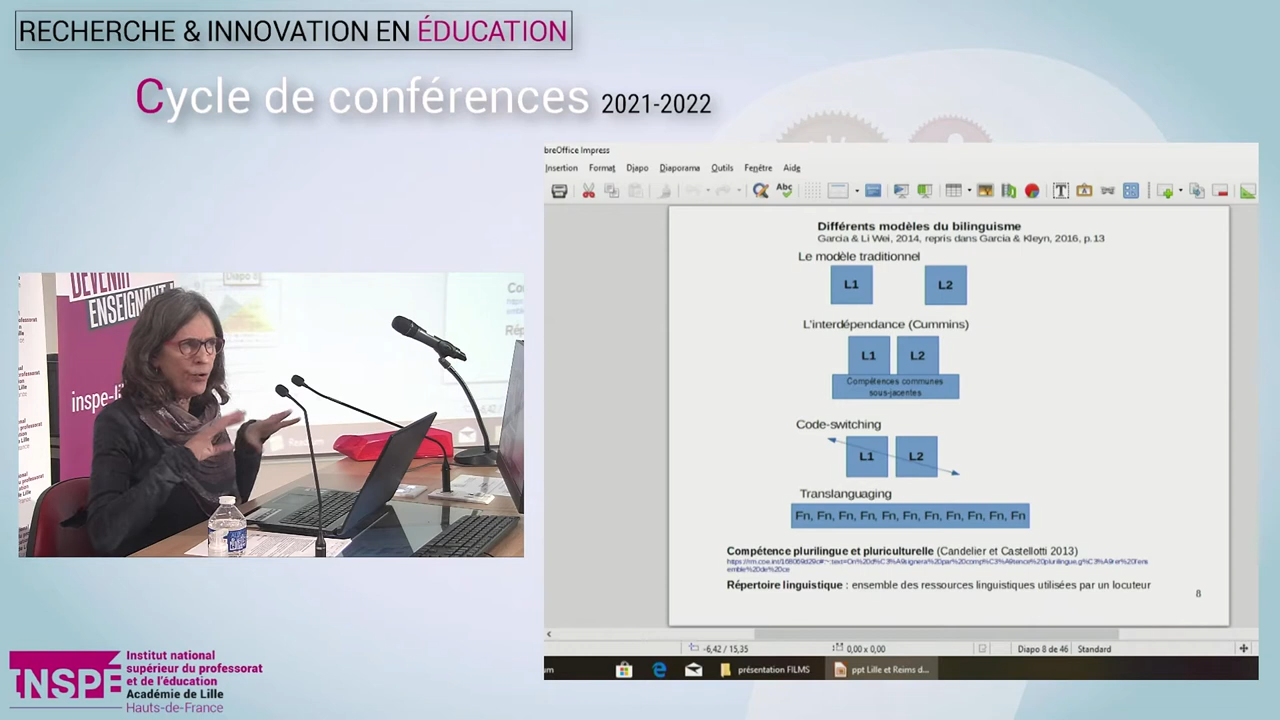 RECHERCHE & INNOVATION EN ÉDUCATION
Cycle de conférences 2021-2022
breOffice Impress
Insertion Format Djapo Diaporama Outils Fenêtre Aide
Différents modèles du bilinguisme
Garcia & Li Wei, 2014, repris dans Garcia & Kleyn, 2016, p.13
Le modèle traditionnel
L1 L2
L'interdépendance (Cummins)
L1 L2
Compétences communes
sous-jacentes
Code-switching
L1 L2
Translanguaging
Fn, Fn, Fn, Fn, Fn, Fn, Fn, Fn, Fn, Fn, Fn
Compétence plurilingue et pluriculturelle (Candelier et Castellotti 2013)
Répertoire linguistique : ensemble des ressources linguistiques utilisées par un locuteur
8
-6,42 / 15,35 0,00 x 0,00 Diapo 8 de 46 Standard
présentation FILMS ppt Lille et Reims d...
DEVENIR
ENSEIGNANT
inspe-li
Diapo 8
INSPÉ
Institut national
supérieur du professorat
et de l'éducation
Académie de Lille
Hauts-de-France